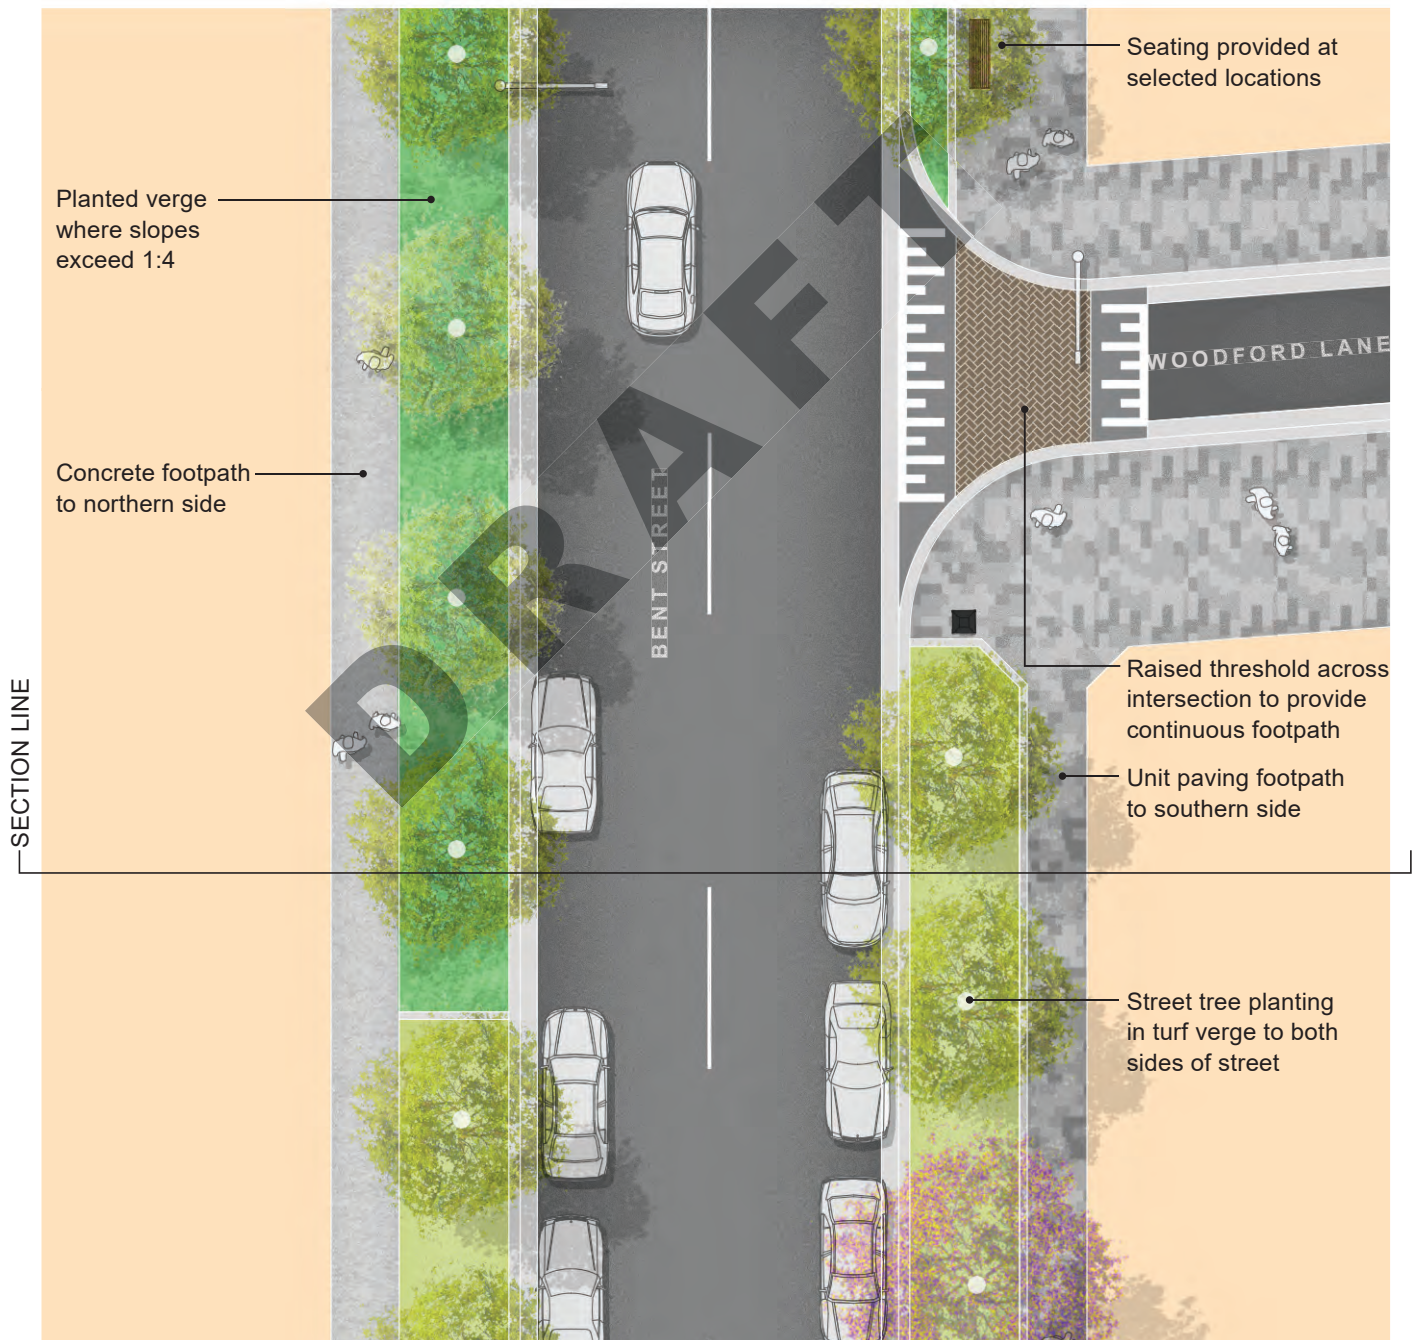 Seating provided at
selected locations
Planted verge
where slopes
exceed 1:4
WOODFORD LANE
Concrete footpath
to northern side
BENT STREET
DRAFT
Raised threshold across
intersection to provide
continuous footpath
SECTION LINE
Unit paving footpath
to southern side
Street tree planting
in turf verge to both
sides of street